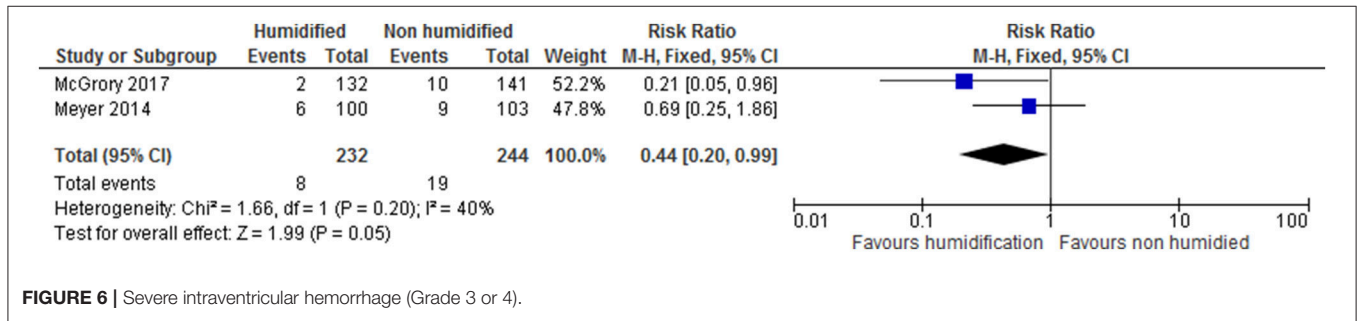 Humidified Non humidified Risk Ratio Risk Ratio
Study or Subgroup Events Total Events Total Weight M-H, Fixed, 95% CI M-H, Fixed, 95% CI
McGrory 2017 2 132 10 141 52.2% 0.21 [0.05, 0.96]
Meyer 2014 6 100 9 103 47.8% 0.69 [0.25, 1.86]
Total (95% CI) 232 244 100.0% 0.44 [0.20, 0.99]
Total events 8 19
Heterogeneity: Chi² = 1.66, df = 1 (P = 0.20); I² = 40%
Test for overall effect: Z = 1.99 (P = 0.05)
0.01 0.1 1 10 100
Favours humidification Favours non humidied
FIGURE 6 | Severe intraventricular hemorrhage (Grade 3 or 4).